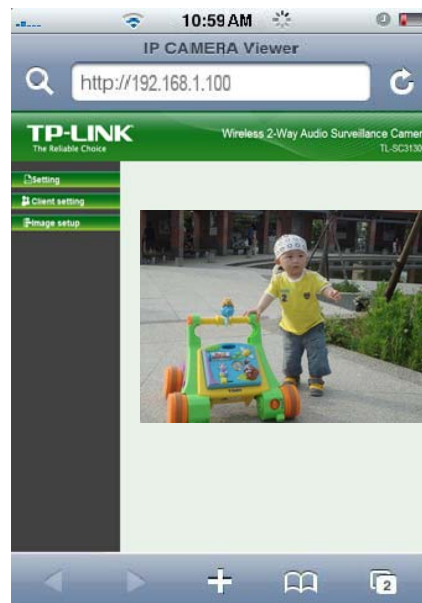 10:59 AM
IP CAMERA Viewer
http://192.168.1.100
TP-LINK
The Reliable Choice
Wireless 2-Way Audio Surveillance Camer
TL-SC3130
Setting
Client setting
Image setup
2